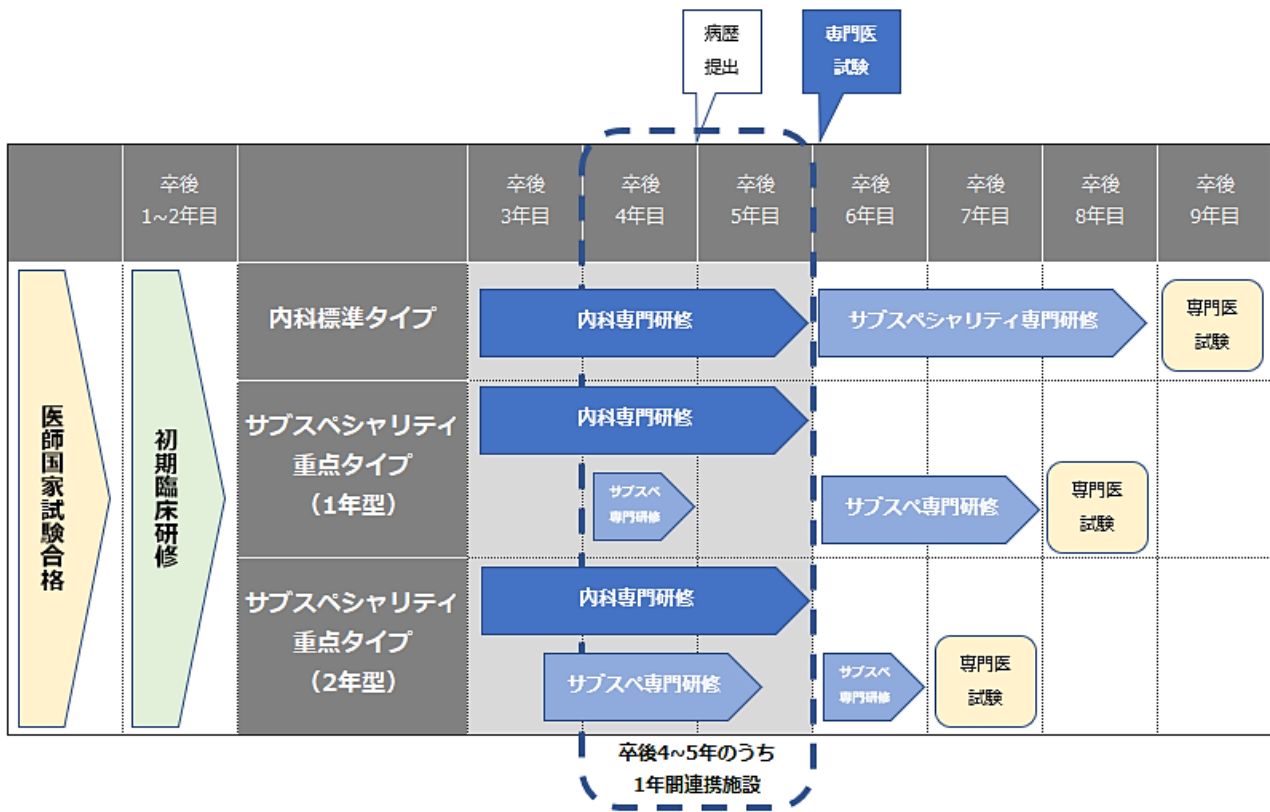 病歴
提出
専門医
試験
卒後
1~2年目
卒後
3年目
卒後
4年目
卒後
5年目
卒後
6年目
卒後
7年目
卒後
8年目
卒後
9年目
医師国家試験合格
初期臨床研修
内科標準タイプ
内科専門研修
サブスペシャリティ専門研修
専門医
試験
サブスペシャリティ
重点タイプ
（1年型）
内科専門研修
サブスペ
専門研修
サブスペ専門研修
専門医
試験
サブスペシャリティ
重点タイプ
（2年型）
内科専門研修
サブスペ専門研修
サブスペ
専門研修
専門医
試験
卒後4~5年のうち
1年間連携施設